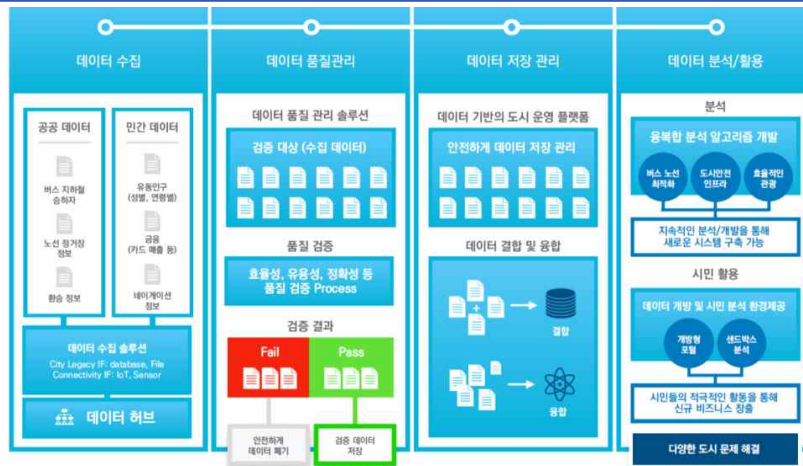 데이터 수집
공공 데이터
버스 지하철
승하자
노선 정거장
정보
환승 정보
민간 데이터
유동인구
(성별, 연령별)
금융
(카드 매출 등)
네이게이션
정보
데이터 수집 솔루션
City Legacy IF: database, File
Connectivity IF: IoT, Sensor
데이터 허브
데이터 품질관리
데이터 품질 관리 솔루션
검증 대상 (수집 데이터)
품질 검증
효율성, 유용성, 정확성 등
품질 검증 Process
검증 결과
Fail
Pass
안전하게
데이터 폐기
검증 데이터
저장
데이터 저장 관리
데이터 기반의 도시 운영 플랫폼
안전하게 데이터 저장 관리
데이터 결합 및 융합
결합
융합
데이터 분석/활용
분석
융복합 분석 알고리즘 개발
버스 노선
최적화
도시안전
인프라
효율적인
관광
지속적인 분석/개발을 통해
새로운 시스템 구축 가능
시민 활용
데이터 개방 및 시민 분석 환경제공
개방형
포털
샌드박스
분석
시민들의 적극적인 활동을 통해
신규 비즈니스 창출
다양한 도시 문제 해결